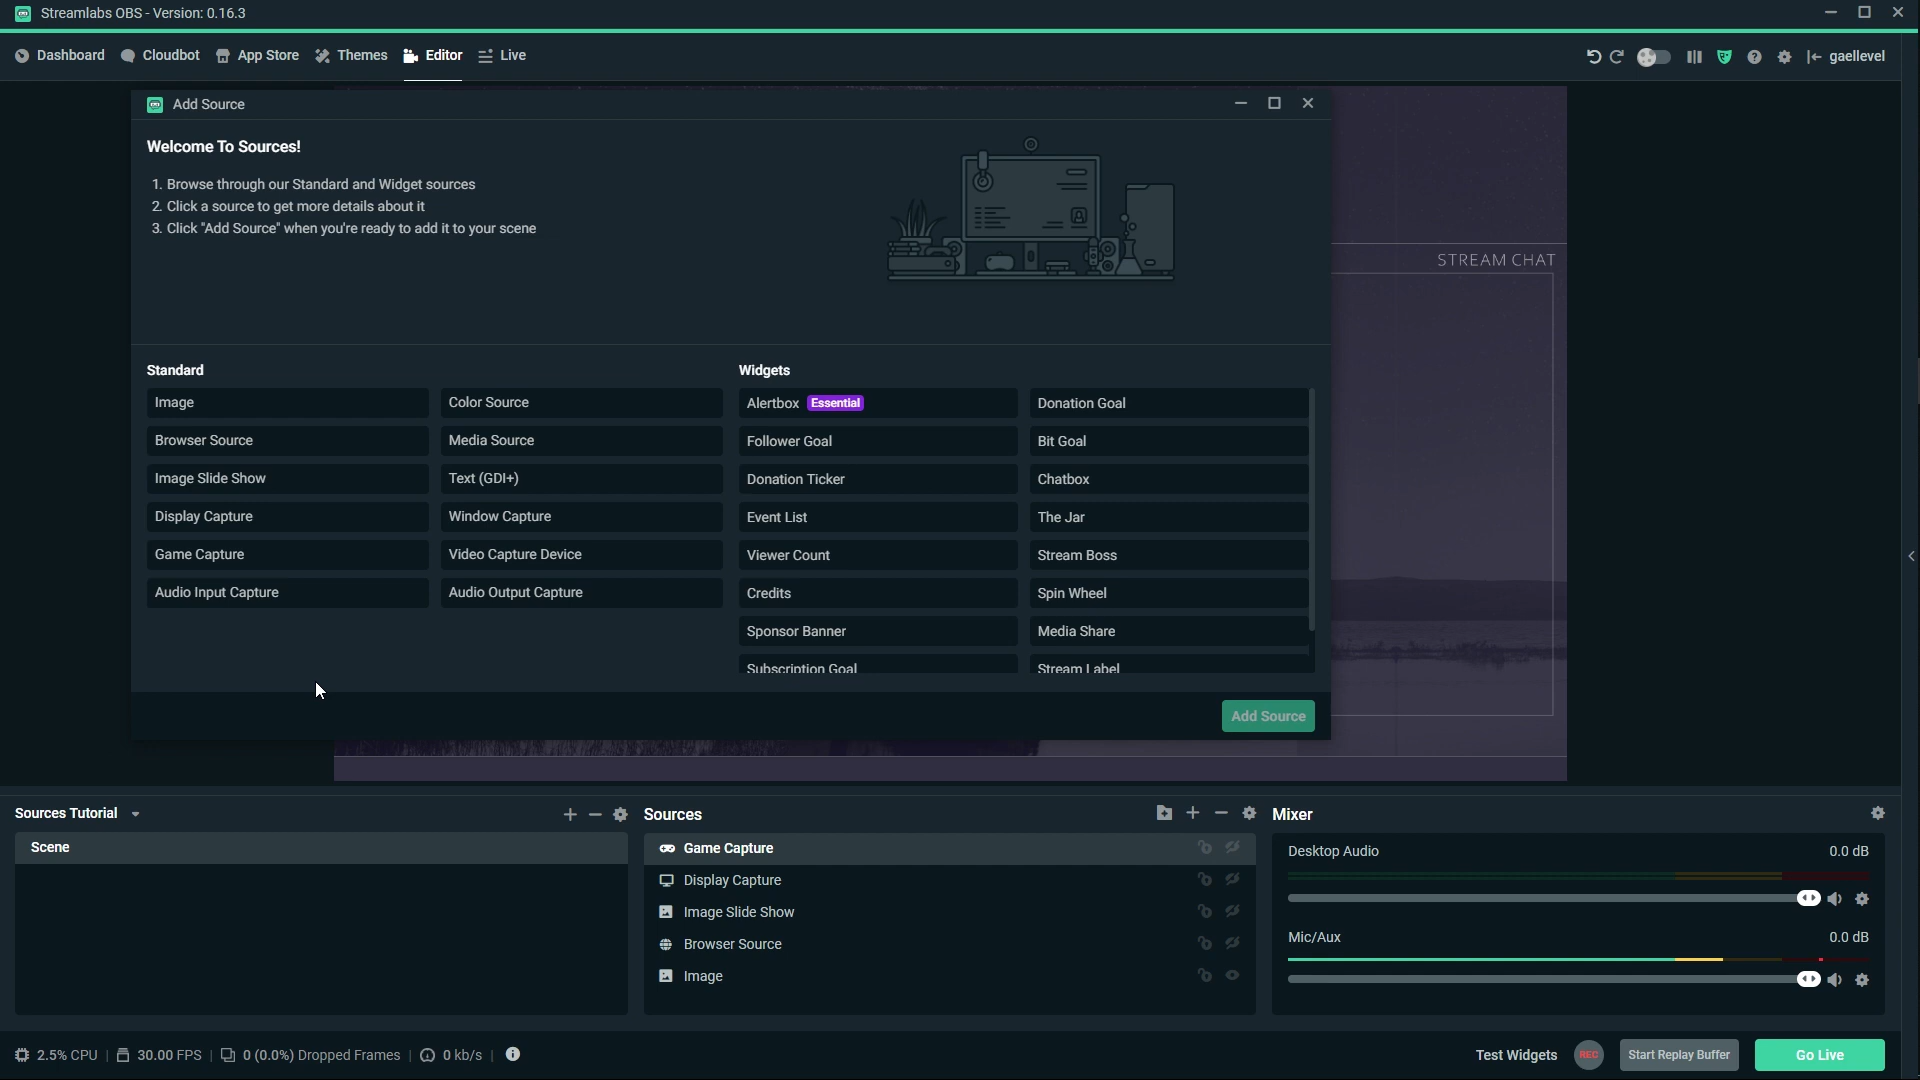 Streamlabs OBS - Version: 0.16.3
Dashboard
Cloudbot
App Store
Themes
Editor
Live
gaellevel
Add Source
Welcome To Sources!
1. Browse through our Standard and Widget sources
2. Click a source to get more details about it
3. Click "Add Source" when you're ready to add it to your scene
STREAM CHAT
Standard
Image
Color Source
Browser Source
Media Source
Image Slide Show
Text (GDI+)
Display Capture
Window Capture
Game Capture
Video Capture Device
Audio Input Capture
Audio Output Capture
Widgets
Alertbox Essential
Donation Goal
Follower Goal
Bit Goal
Donation Ticker
Chatbox
Event List
The Jar
Viewer Count
Stream Boss
Credits
Spin Wheel
Sponsor Banner
Media Share
Subscription Goal
Stream Label
Add Source
Sources Tutorial
Scene
Sources
Game Capture
Display Capture
Image Slide Show
Browser Source
Image
Mixer
Desktop Audio
0.0 dB
Mic/Aux
0.0 dB
2.5% CPU
30.00 FPS
0 (0.0%) Dropped Frames
0 kb/s
Test Widgets
REC
Start Replay Buffer
Go Live